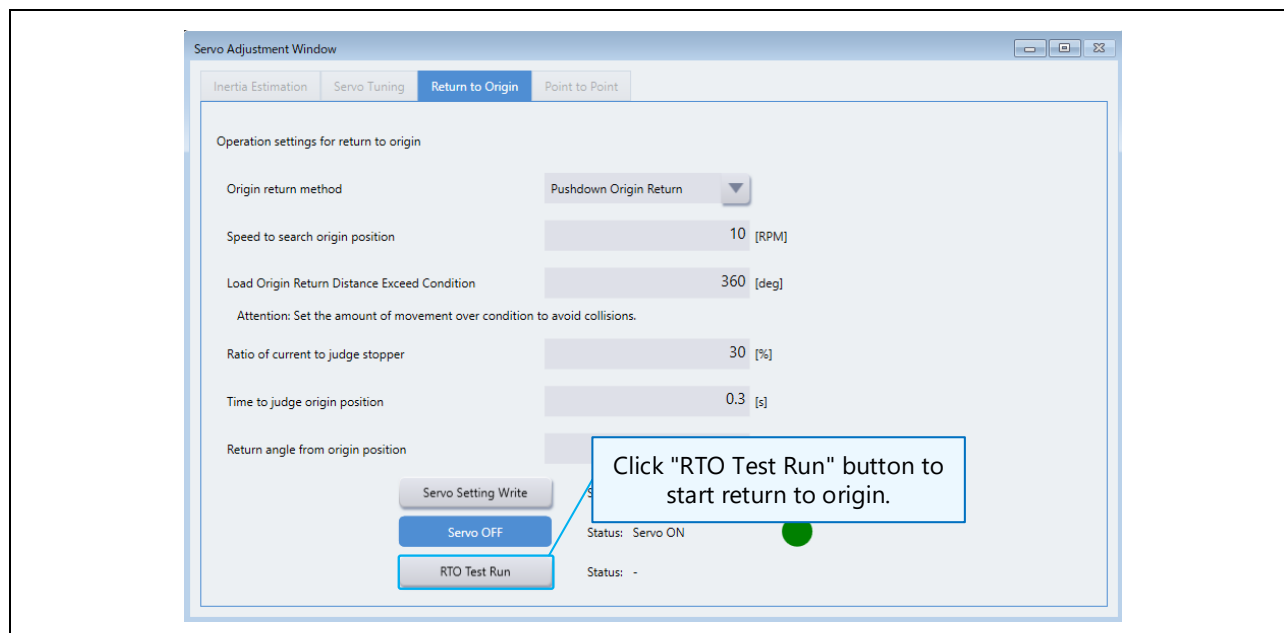 Servo Adjustment Window
Inertia Estimation Servo Tuning Return to Origin Point to Point
Operation settings for return to origin
Origin return method Pushdown Origin Return
Speed to search origin position 10 [RPM]
Load Origin Return Distance Exceed Condition 360 [deg]
Attention: Set the amount of movement over condition to avoid collisions.
Ratio of current to judge stopper 30 [%]
Time to judge origin position 0.3 [s]
Return angle from origin position
Click "RTO Test Run" button to
start return to origin.
Servo Setting Write
Servo OFF Status: Servo ON
RTO Test Run Status: -